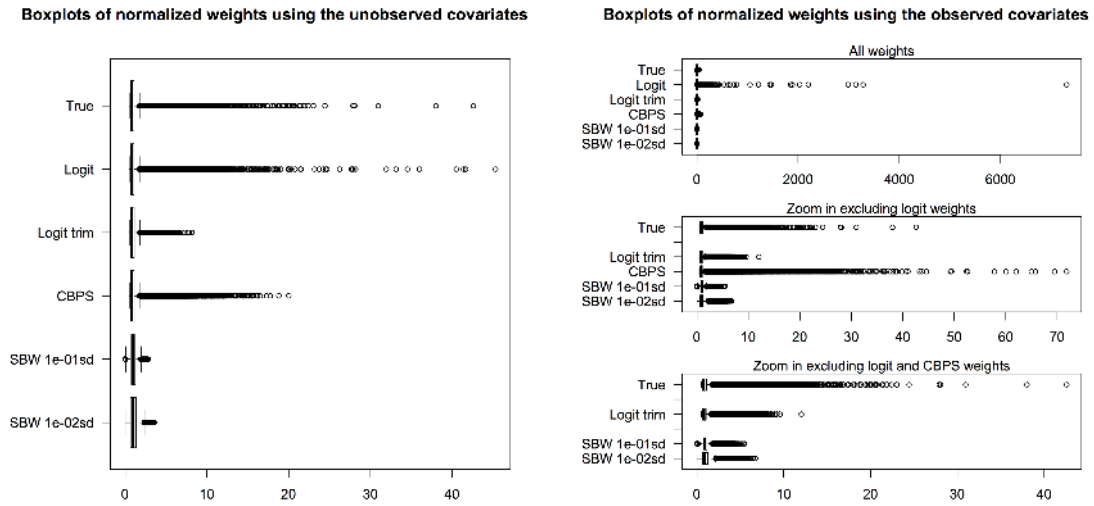 Boxplots of normalized weights using the unobserved covariates
True
Logit
Logit trim
CBPS
SBW 1e-01sd
SBW 1e-02sd
0 10 20 30 40
Boxplots of normalized weights using the observed covariates
All weights
True
Logit
Logit trim
CBPS
SBW 1e-01sd
SBW 1e-02sd
0 2000 4000 6000
Zoom in excluding logit weights
True
Logit trim
CBPS
SBW 1e-01sd
SBW 1e-02sd
0 10 20 30 40 50 60 70
Zoom in excluding logit and CBPS weights
True
Logit trim
SBW 1e-01sd
SBW 1e-02sd
0 10 20 30 40